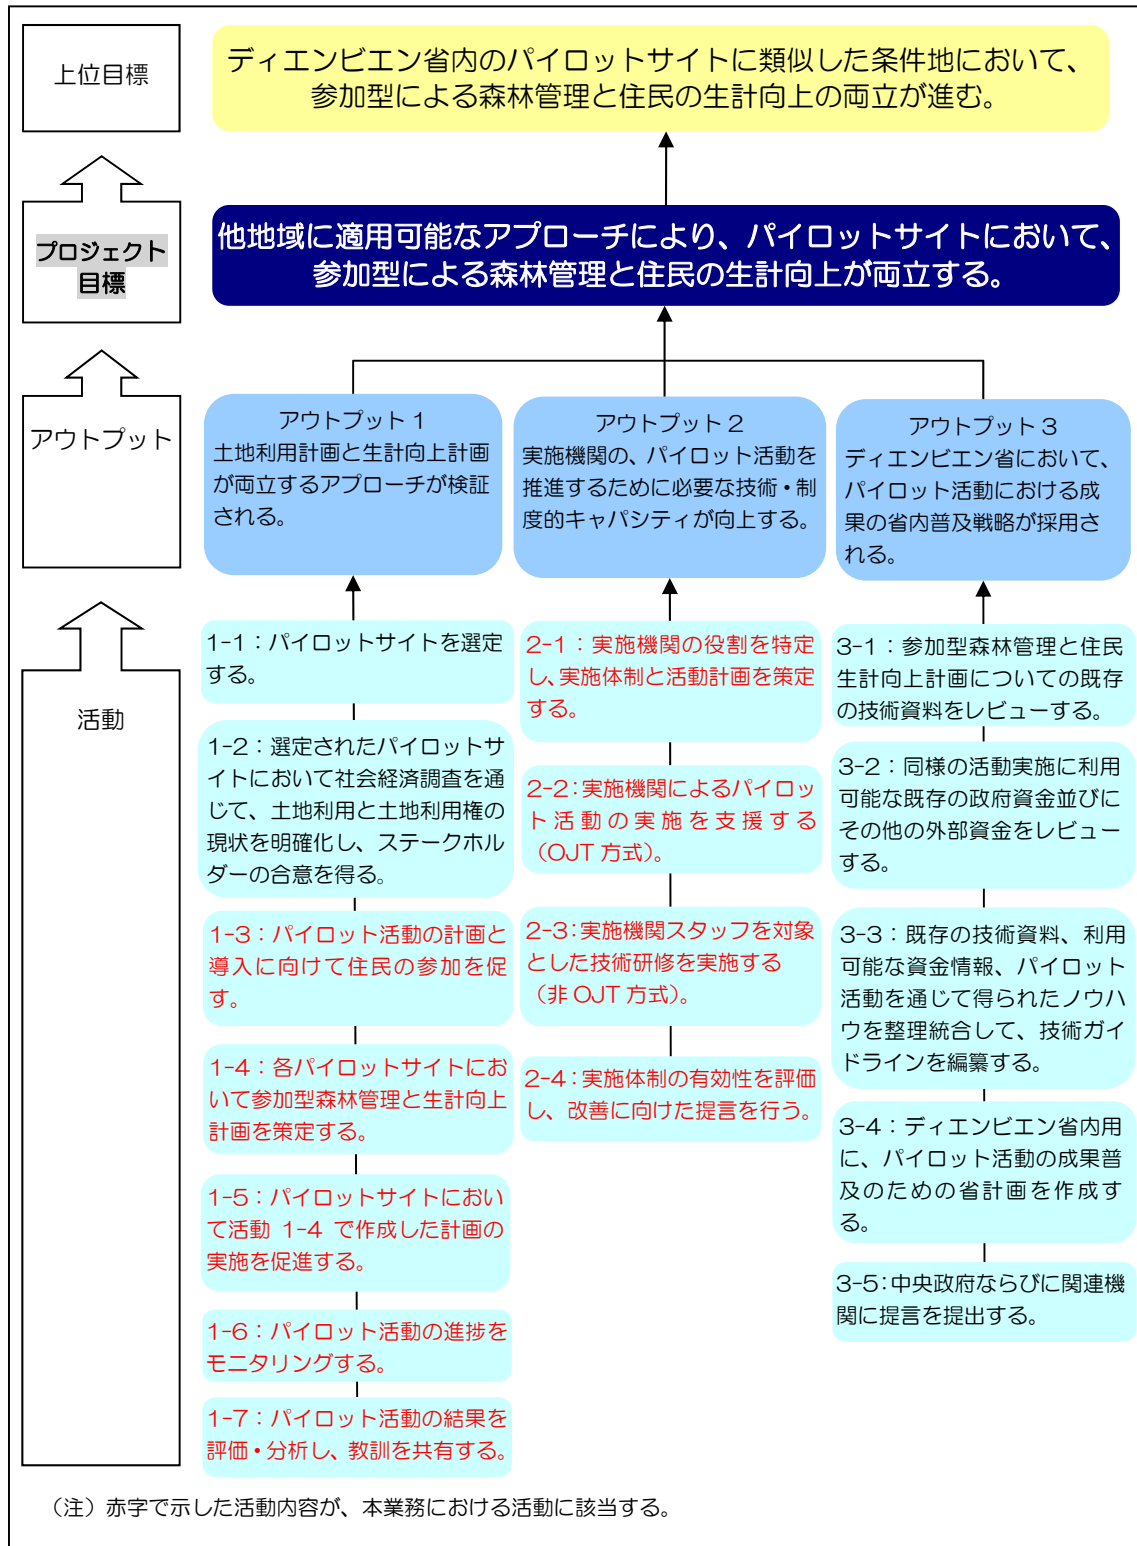 上位目標
ディエンビエン省内のパイロットサイトに類似した条件地において、
参加型による森林管理と住民の生計向上の両立が進む。
プロジェクト
目標
他地域に適用可能なアプローチにより、パイロットサイトにおいて、
参加型による森林管理と住民の生計向上が両立する。
アウトプット
アウトプット 1
土地利用計画と生計向上計画
が両立するアプローチが検証
される。
アウトプット 2
実施機関の、パイロット活動を
推進するために必要な技術・制
度的キャパシティが向上する。
アウトプット 3
ディエンビエン省において、
パイロット活動における成
果の省内普及戦略が採用さ
れる。
活動
1-1：パイロットサイトを選定
する。
1-2：選定されたパイロットサ
イトにおいて社会経済調査を通
じて、土地利用と土地利用権の
現状を明確化し、ステークホル
ダーの合意を得る。
1-3：パイロット活動の計画と
導入に向けて住民の参加を促
す。
1-4：各パイロットサイトにお
いて参加型森林管理と生計向上
計画を策定する。
1-5：パイロットサイトにおい
て活動 1-4 で作成した計画の
実施を促進する。
1-6：パイロット活動の進捗を
モニタリングする。
1-7：パイロット活動の結果を
評価・分析し、教訓を共有する。
2-1：実施機関の役割を特定
し、実施体制と活動計画を策定
する。
2-2：実施機関によるパイロッ
ト活動の実施を支援する
（OJT 方式）。
2-3：実施機関スタッフを対象
とした技術研修を実施する
（非 OJT 方式）。
2-4：実施体制の有効性を評価
し、改善に向けた提言を行う。
3-1：参加型森林管理と住民
生計向上計画についての既存
の技術資料をレビューする。
3-2：同様の活動実施に利用
可能な既存の政府資金並びに
その他の外部資金をレビュー
する。
3-3：既存の技術資料、利用
可能な資金情報、パイロット
活動を通じて得られたノウハ
ウを整理統合して、技術ガイ
ドラインを編纂する。
3-4：ディエンビエン省内用
に、パイロット活動の成果普
及のための省計画を作成す
る。
3-5：中央政府ならびに関連機
関に提言を提出する。
（注）赤字で示した活動内容が、本業務における活動に該当する。